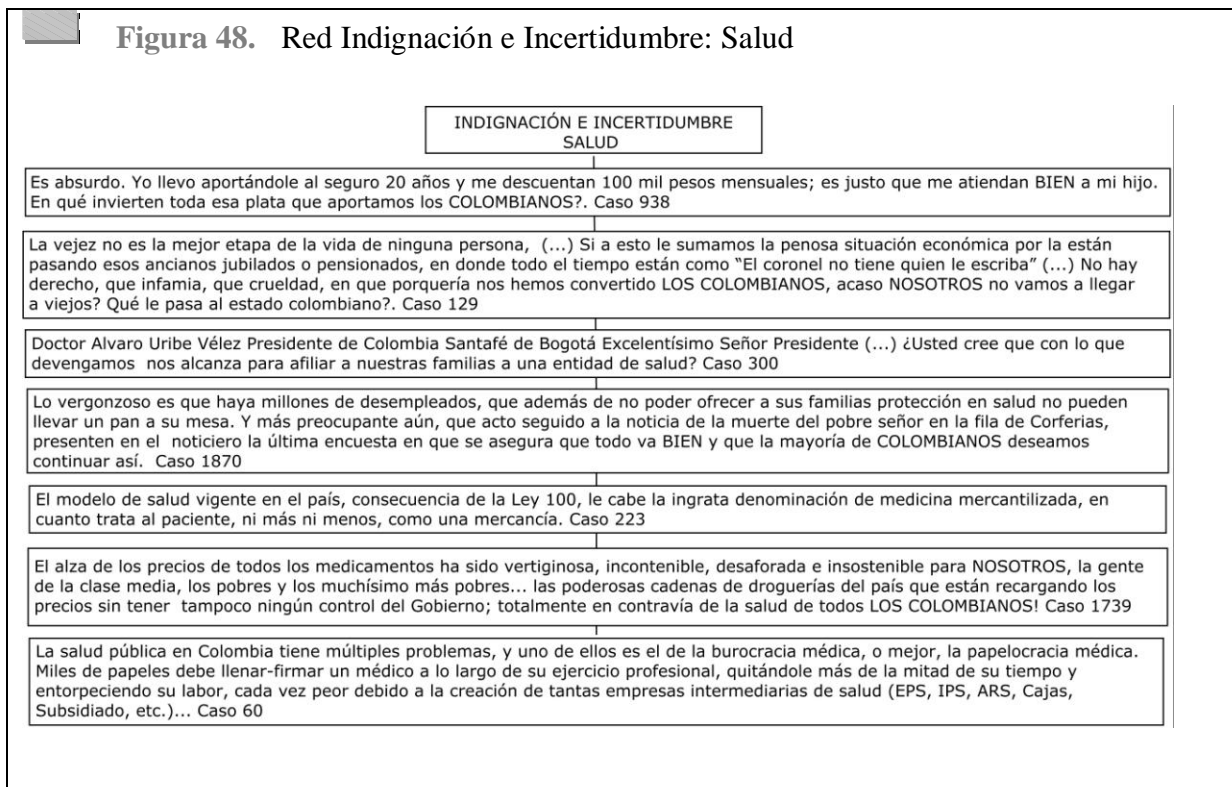 Figura 48. Red Indignación e Incertidumbre: Salud
INDIGNACIÓN E INCERTIDUMBRE
SALUD
Es absurdo. Yo llevo aportándole al seguro 20 años y me descuentan 100 mil pesos mensuales; es justo que me atiendan BIEN a mi hijo.
En qué invierten toda esa plata que aportamos los COLOMBIANOS?. Caso 938
La vejez no es la mejor etapa de la vida de ninguna persona, (...) Si a esto le sumamos la penosa situación económica por la están
pasando esos ancianos jubilados o pensionados, en donde todo el tiempo están como "El coronel no tiene quien le escriba" (...) No hay
derecho, que infamia, que crueldad, en que porquería nos hemos convertido LOS COLOMBIANOS, acaso NOSOTROS no vamos a llegar
a viejos? Qué le pasa al estado colombiano?. Caso 129
Doctor Alvaro Uribe Vélez Presidente de Colombia Santafé de Bogotá Excelentísimo Señor Presidente (...) ¿Usted cree que con lo que
devengamos nos alcanza para afiliar a nuestras familias a una entidad de salud? Caso 300
Lo vergonzoso es que haya millones de desempleados, que además de no poder ofrecer a sus familias protección en salud no pueden
llevar un pan a su mesa. Y más preocupante aún, que acto seguido a la noticia de la muerte del pobre señor en la fila de Corferias,
presenten en el noticiero la última encuesta en que se asegura que todo va BIEN y que la mayoría de COLOMBIANOS deseamos
continuar así. Caso 1870
El modelo de salud vigente en el país, consecuencia de la Ley 100, le cabe la ingrata denominación de medicina mercantilizada, en
cuanto trata al paciente, ni más ni menos, como una mercancía. Caso 223
El alza de los precios de todos los medicamentos ha sido vertiginosa, incontenible, desaforada e insostenible para NOSOTROS, la gente
de la clase media, los pobres y los muchísimo más pobres... las poderosas cadenas de droguerías del país que están recargando los
precios sin tener tampoco ningún control del Gobierno; totalmente en contravía de la salud de todos LOS COLOMBIANOS! Caso 1739
La salud pública en Colombia tiene múltiples problemas, y uno de ellos es el de la burocracia médica, o mejor, la papelocracia médica.
Miles de papeles debe llenar-firmar un médico a lo largo de su ejercicio profesional, quitándole más de la mitad de su tiempo y
entorpeciendo su labor, cada vez peor debido a la creación de tantas empresas intermediarias de salud (EPS, IPS, ARS, Cajas,
Subsidiado, etc.)... Caso 60